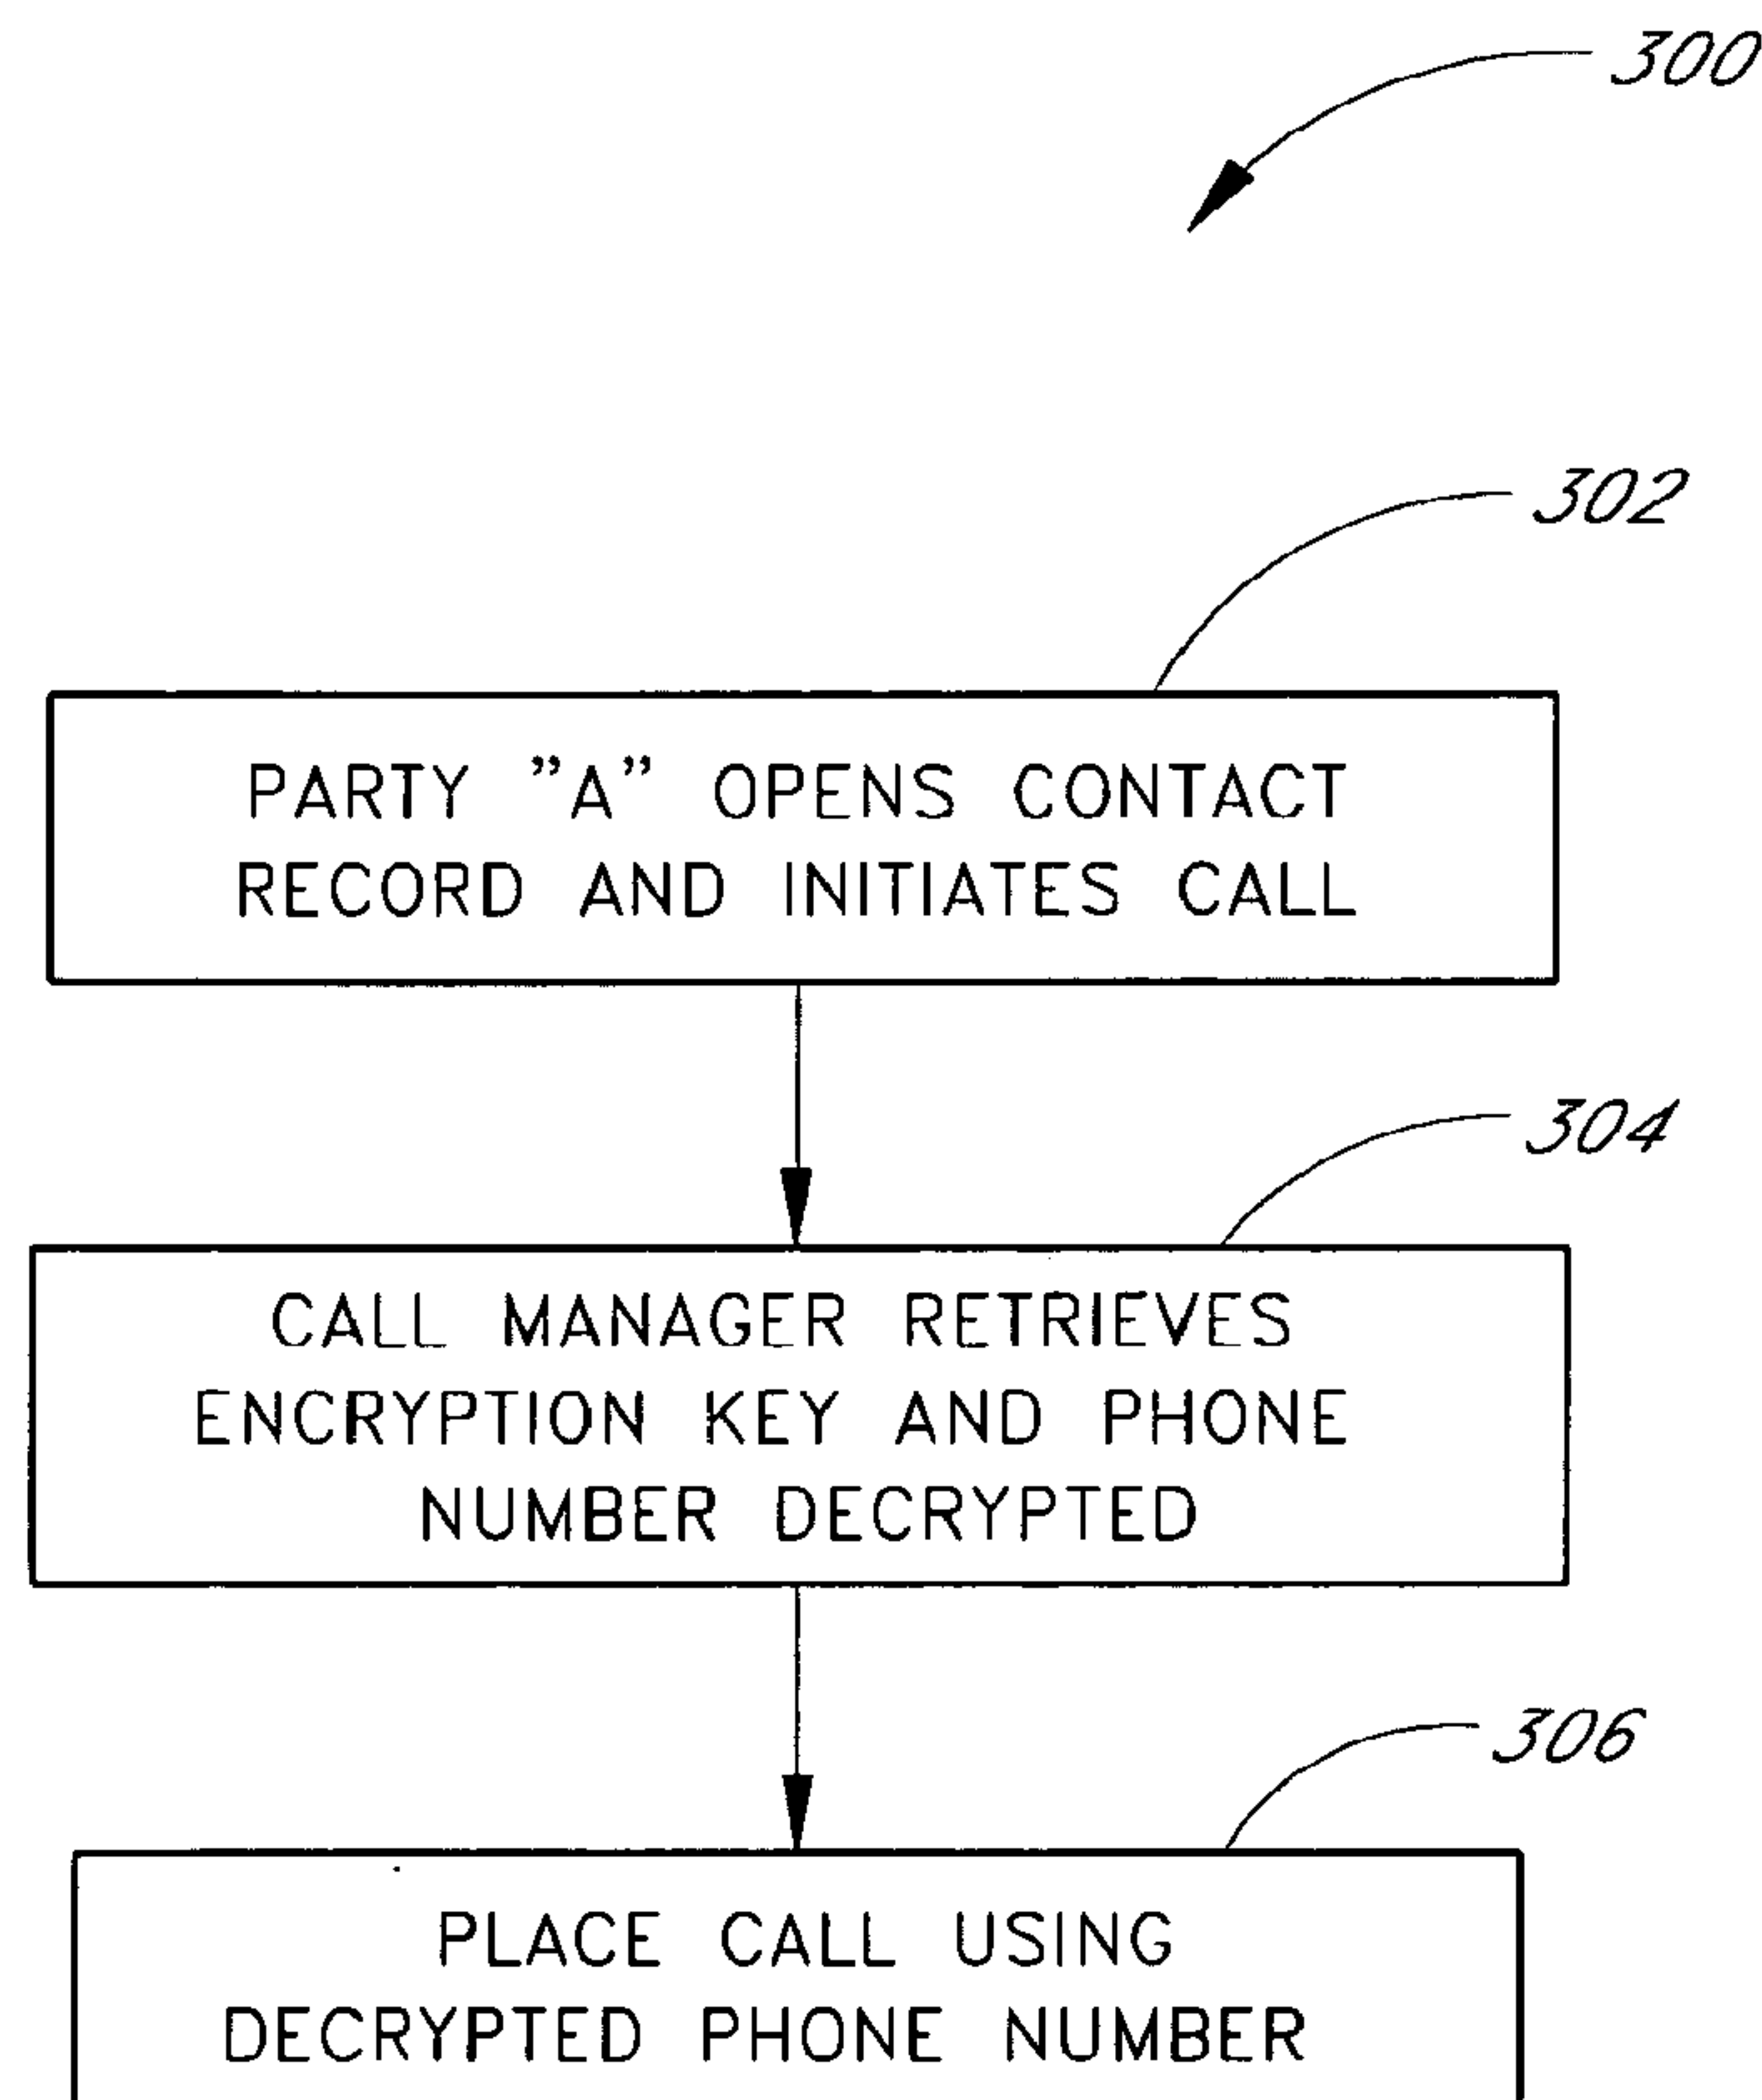 300
302
PARTY ”A” OPENS CONTACT
RECORD AND INITIATES CALL
304
CALL MANAGER RETRIEVES
ENCRYPTION KEY AND PHONE
NUMBER DECRYPTED
306
PLACE CALL USING
DECRYPTED PHONE NUMBER